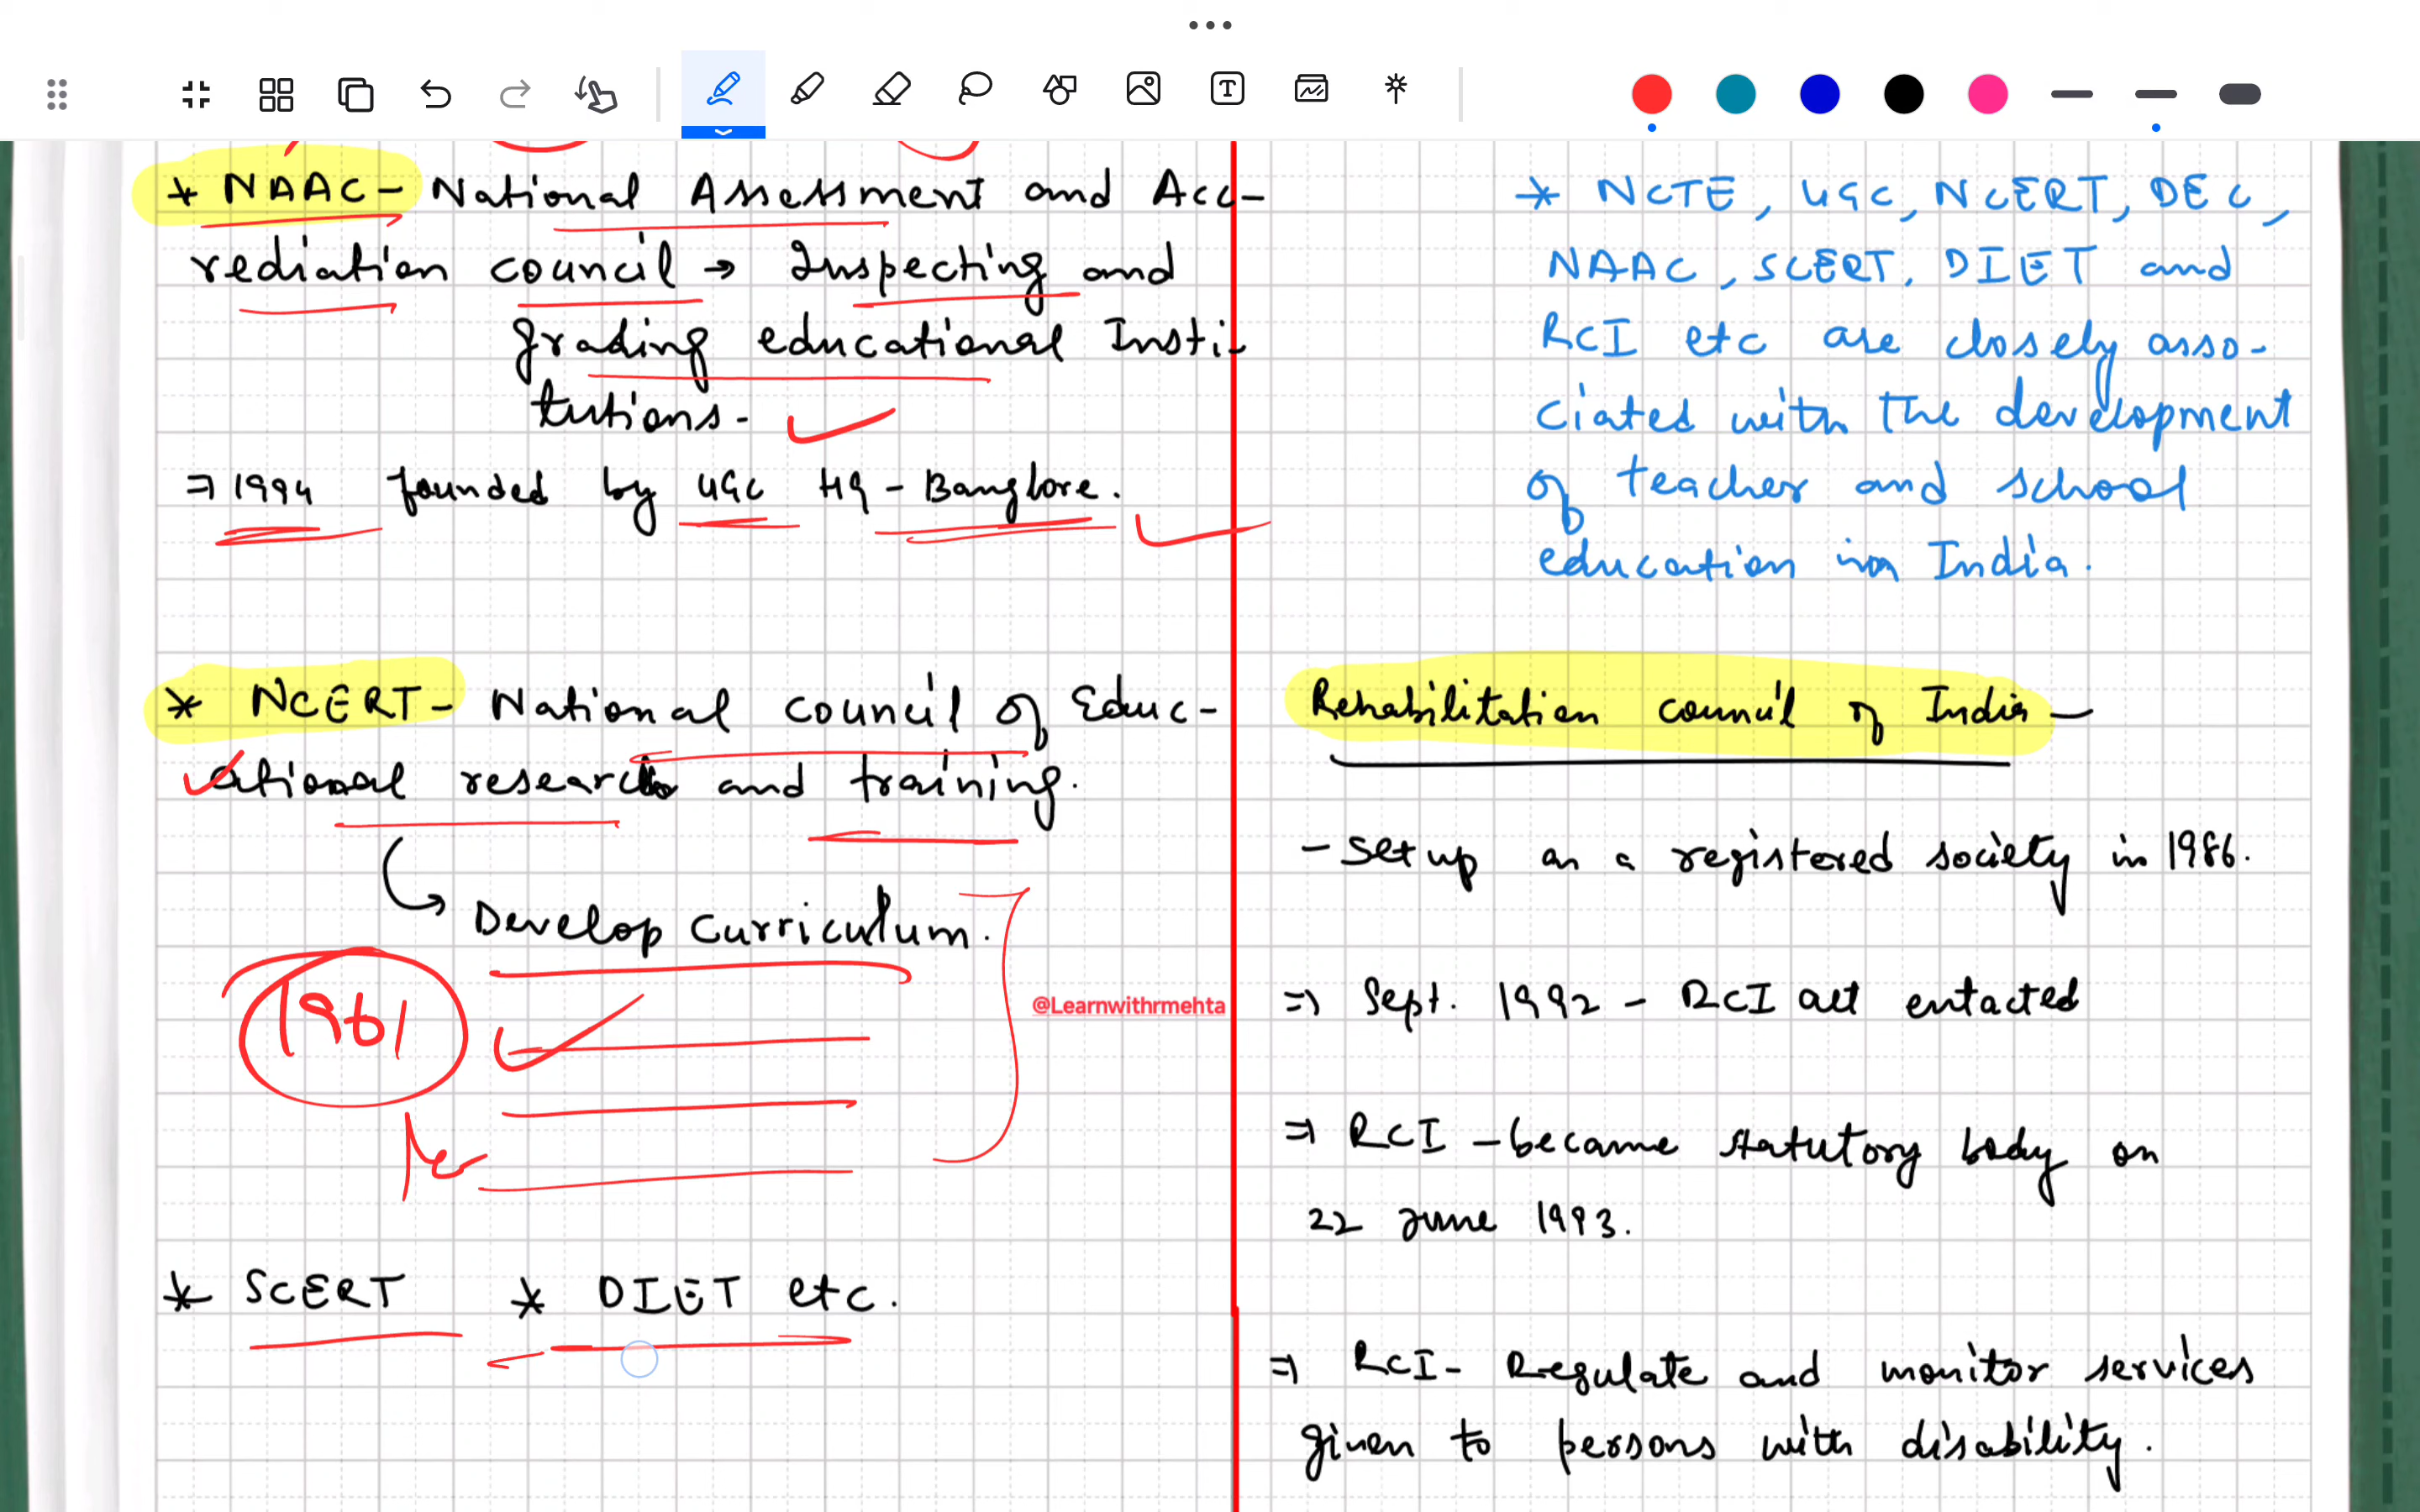 * NAAC - National Assessment and Acc-
rediation council → Inspecting and
grading educational Insti-
tutions -
⇒ 1994 founded by UGC HQ - Banglore.
* NCERT - National council of Educ-
ational research and training.
Develop curriculum.
1961
@Learnwithrmehta
* SCERT * DIET etc.
* NCTE, UGC, NCERT, DEC,
NAAC, SCERT, DIET and
RCI etc are closely asso-
ciated with the development
of teacher and school
education in India.
Rehabilitation council of India -
- Set up as a registered society in 1986.
⇒ Sept. 1992 - RCI act entacted
⇒ RCI - became statutory body on
22 june 1993.
⇒ RCI - Regulate and monitor services
given to persons with disability.